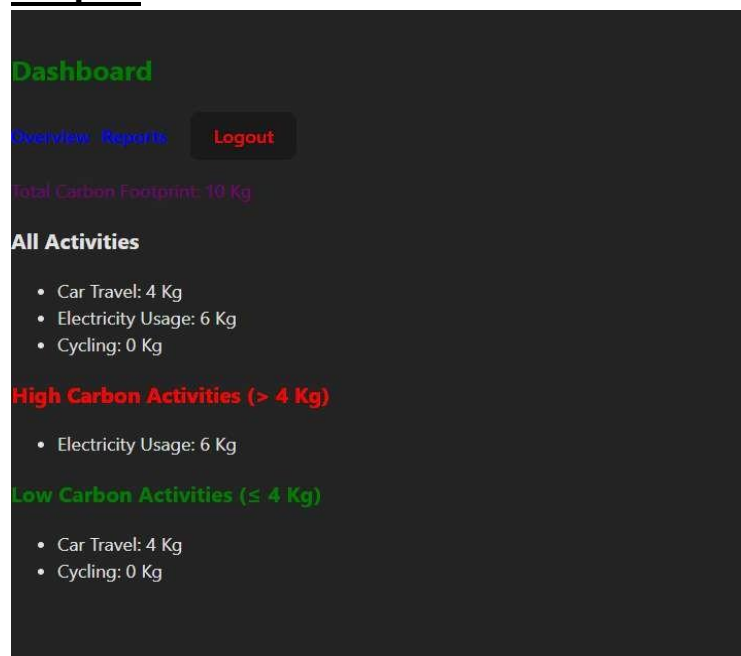 Dashboard
Overview Reports Logout
Total Carbon Footprint: 10 Kg
All Activities
• Car Travel: 4 Kg
• Electricity Usage: 6 Kg
• Cycling: 0 Kg
High Carbon Activities (> 4 Kg)
• Electricity Usage: 6 Kg
Low Carbon Activities (≤ 4 Kg)
• Car Travel: 4 Kg
• Cycling: 0 Kg